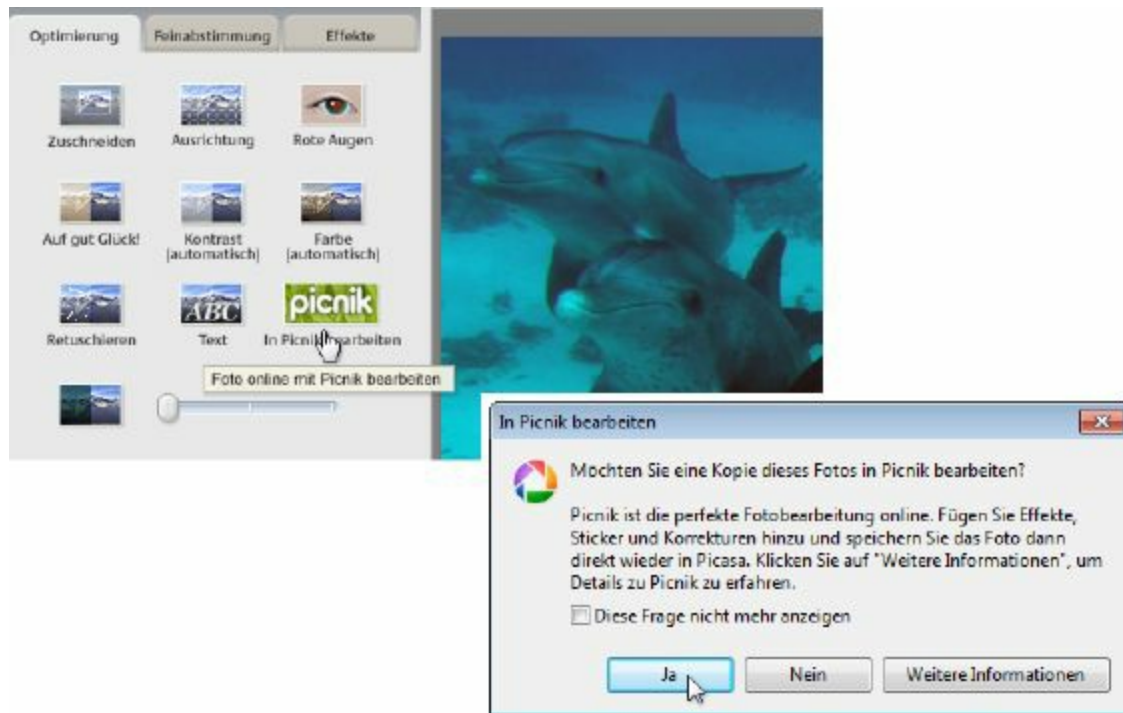 Optimierung
Feinabstimmung
Effekte
Zuschneiden
Ausrichtung
Rote Augen
Auf gut Glück!
Kontrast
(automatisch)
Farbe
(automatisch)
ABC
picnik
Retuschieren
Text
In Picnik bearbeiten
Foto online mit Picnik bearbeiten
In Picnik bearbeiten
Möchten Sie eine Kopie dieses Fotos in Picnik bearbeiten?
Picnik ist die perfekte Fotobearbeitung online. Fügen Sie Effekte,
Sticker und Korrekturen hinzu und speichern Sie das Foto dann
direkt wieder in Picasa. Klicken Sie auf "Weitere Informationen", um
Details zu Picnik zu erfahren.
Diese Frage nicht mehr anzeigen
Ja
Nein
Weitere Informationen